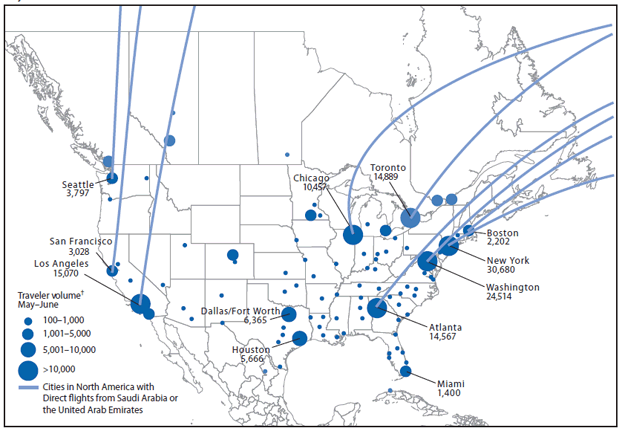 Toronto
14,889
Chicago
10,457
Seattle
3,797
Boston
2,202
San Francisco
3,028
New York
30,680
Los Angeles
15,070
Washington
24,514
Traveler volume†
May–June
100–1,000
1,001–5,000
5,001–10,000
>10,000
Dallas/Fort Worth
6,365
Atlanta
14,567
Houston
5,666
Miami
1,400
Cities in North America with
Direct flights from Saudi Arabia or
the United Arab Emirates